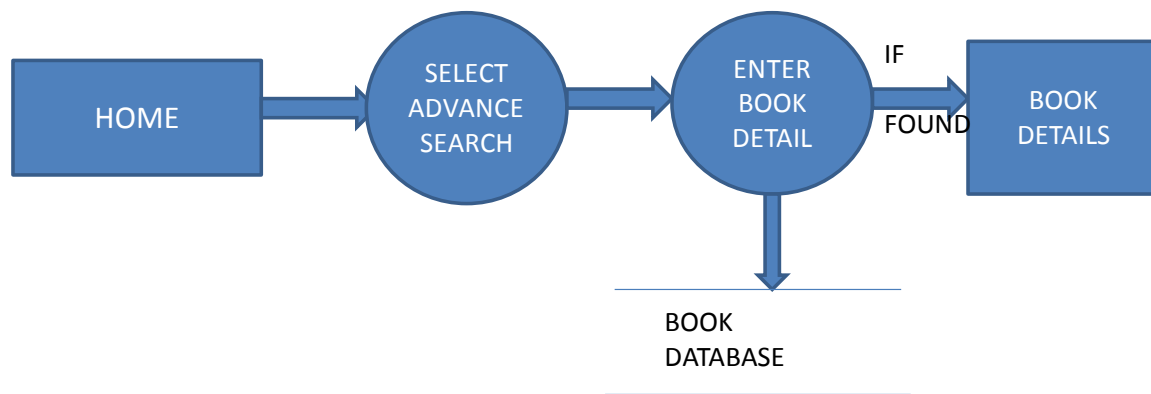 HOME
SELECT
ADVANCE
SEARCH
ENTER
BOOK
DETAIL
IF
FOUND
BOOK
DETAILS
BOOK
DATABASE